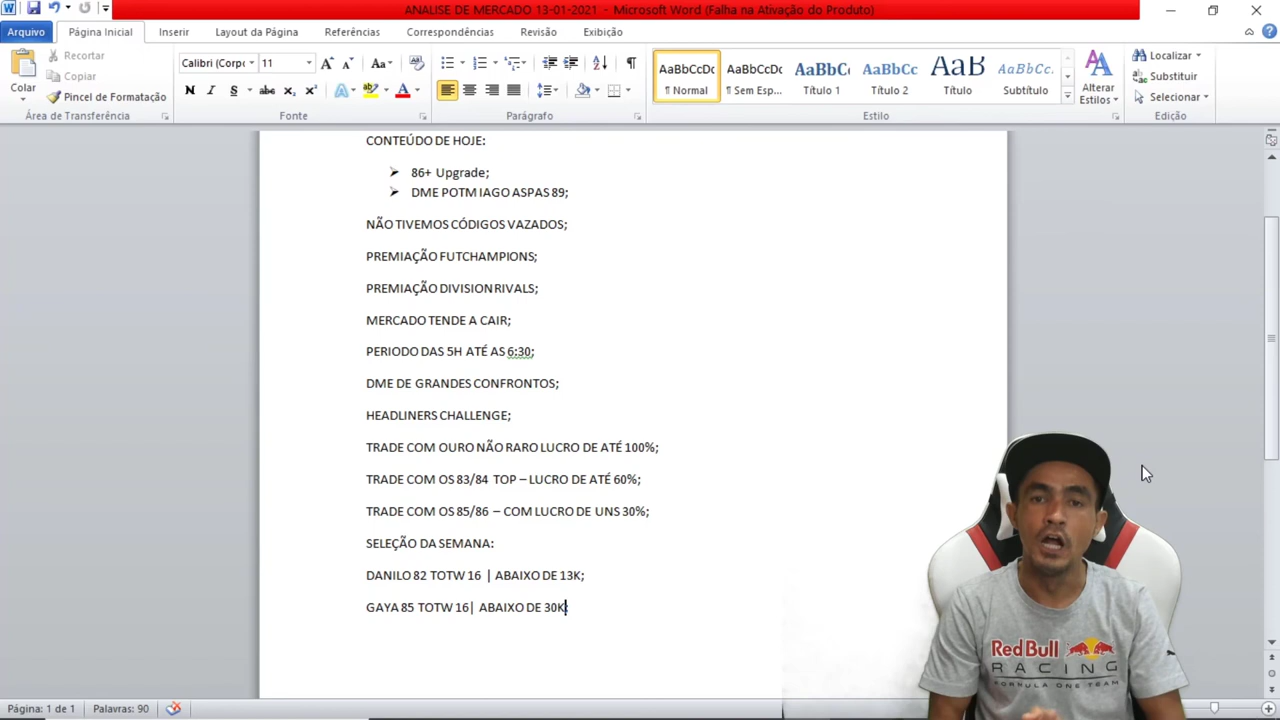 ANALISE DE MERCADO 13-01-2021 - Microsoft Word (Falha na Ativação do Produto)
Arquivo Página Inicial Inserir Layout da Página Referências Correspondências Revisão Exibição
Recortar
Copiar
Pincel de Formatação
Colar
Área de Transferência
Calibri (Corpo 11
N I S abc x₂ x² A ab A
Fonte
Parágrafo
AaBbCcDc AaBbCcDc AaBbC AaBbCc AaB AaBbCc.
¶ Normal ¶ Sem Esp... Título 1 Título 2 Título Subtítulo
Alterar
Estilos
Estilo
Localizar
Substituir
Selecionar
Edição
CONTEÚDO DE HOJE:
86+ Upgrade;
DME POTM IAGO ASPAS 89;
NÃO TIVEMOS CÓDIGOS VAZADOS;
PREMIAÇÃO FUTCHAMPIONS;
PREMIAÇÃO DIVISION RIVALS;
MERCADO TENDE A CAIR;
PERIODO DAS 5H ATÉ AS 6:30;
DME DE GRANDES CONFRONTOS;
HEADLINERS CHALLENGE;
TRADE COM OURO NÃO RARO LUCRO DE ATÉ 100%;
TRADE COM OS 83/84 TOP – LUCRO DE ATÉ 60%;
TRADE COM OS 85/86 – COM LUCRO DE UNS 30%;
SELEÇÃO DA SEMANA:
DANILO 82 TOTW 16 | ABAIXO DE 13K;
GAYA 85 TOTW 16| ABAIXO DE 30K;
Red Bull
RACING
FORMULA ONE TEAM
Página: 1 de 1 Palavras: 90